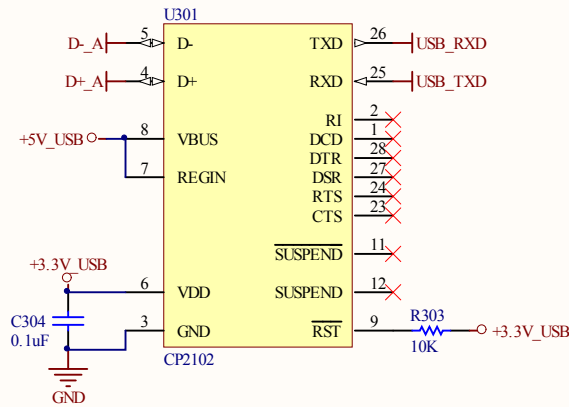 U301
D-_A 5 D- TXD 26 USB_RXD
D+_A 4 D+ RXD 25 USB_TXD
RI 2
DCD 1
+5V_USB 8 VBUS
DTR 28
7 REGIN DSR 27
RTS 24
CTS 23
SUSPEND 11
+3.3V_USB
6 VDD SUSPEND 12
C304
0.1uF
3 GND RST 9 R303 +3.3V_USB
10K
CP2102
GND